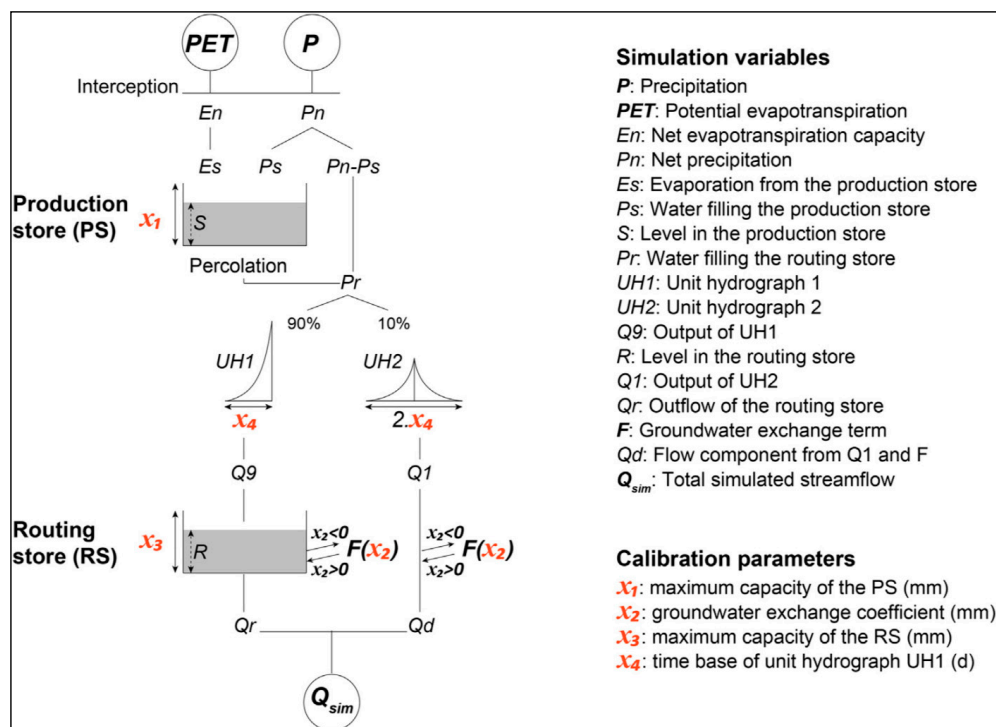 PET P
Interception
En Pn
Es Ps Pn-Ps
Production
store (PS)
x1
S
Percolation
Pr
90% 10%
UH1 UH2
x4 2.x4
Q9 Q1
Routing
store (RS)
x3
R
x2<0
F(x2)
x2>0
x2<0
F(x2)
x2>0
Qr Qd
Qsim
Simulation variables
P: Precipitation
PET: Potential evapotranspiration
En: Net evapotranspiration capacity
Pn: Net precipitation
Es: Evaporation from the production store
Ps: Water filling the production store
S: Level in the production store
Pr: Water filling the routing store
UH1: Unit hydrograph 1
UH2: Unit hydrograph 2
Q9: Output of UH1
R: Level in the routing store
Q1: Output of UH2
Qr: Outflow of the routing store
F: Groundwater exchange term
Qd: Flow component from Q1 and F
Qsim: Total simulated streamflow
Calibration parameters
x1: maximum capacity of the PS (mm)
x2: groundwater exchange coefficient (mm)
x3: maximum capacity of the RS (mm)
x4: time base of unit hydrograph UH1 (d)